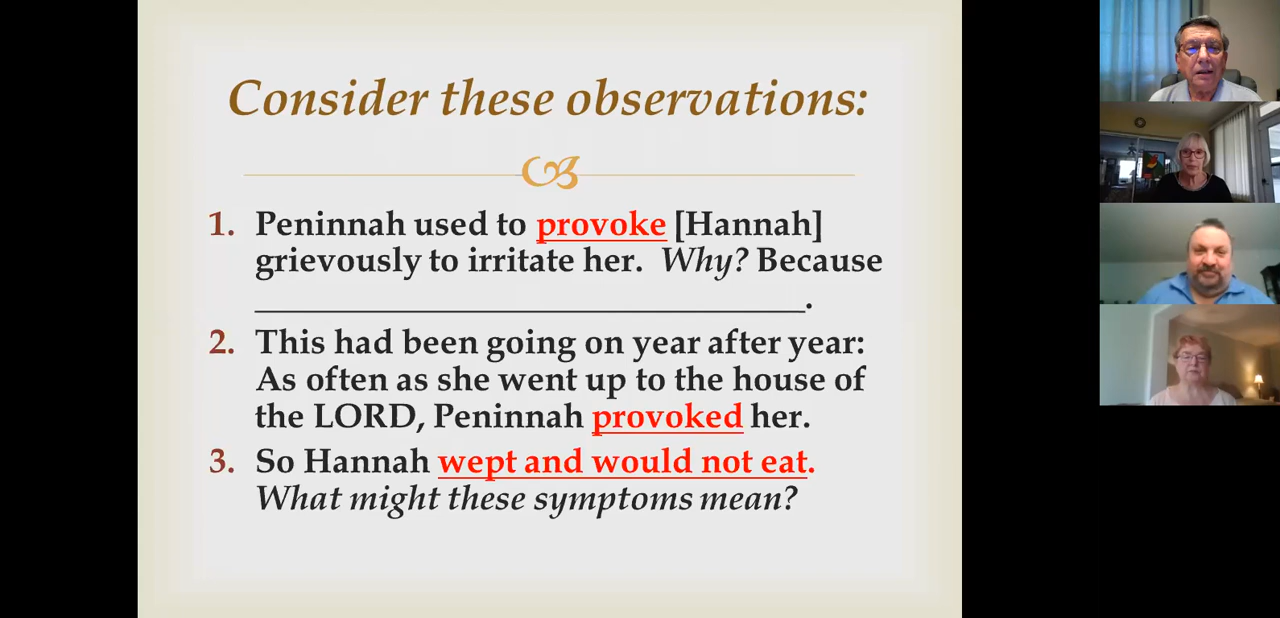 Consider these observations:
1. Peninnah used to provoke [Hannah]
grievously to irritate her. Why? Because
_________________________________.
2. This had been going on year after year:
As often as she went up to the house of
the LORD, Peninnah provoked her.
3. So Hannah wept and would not eat.
What might these symptoms mean?